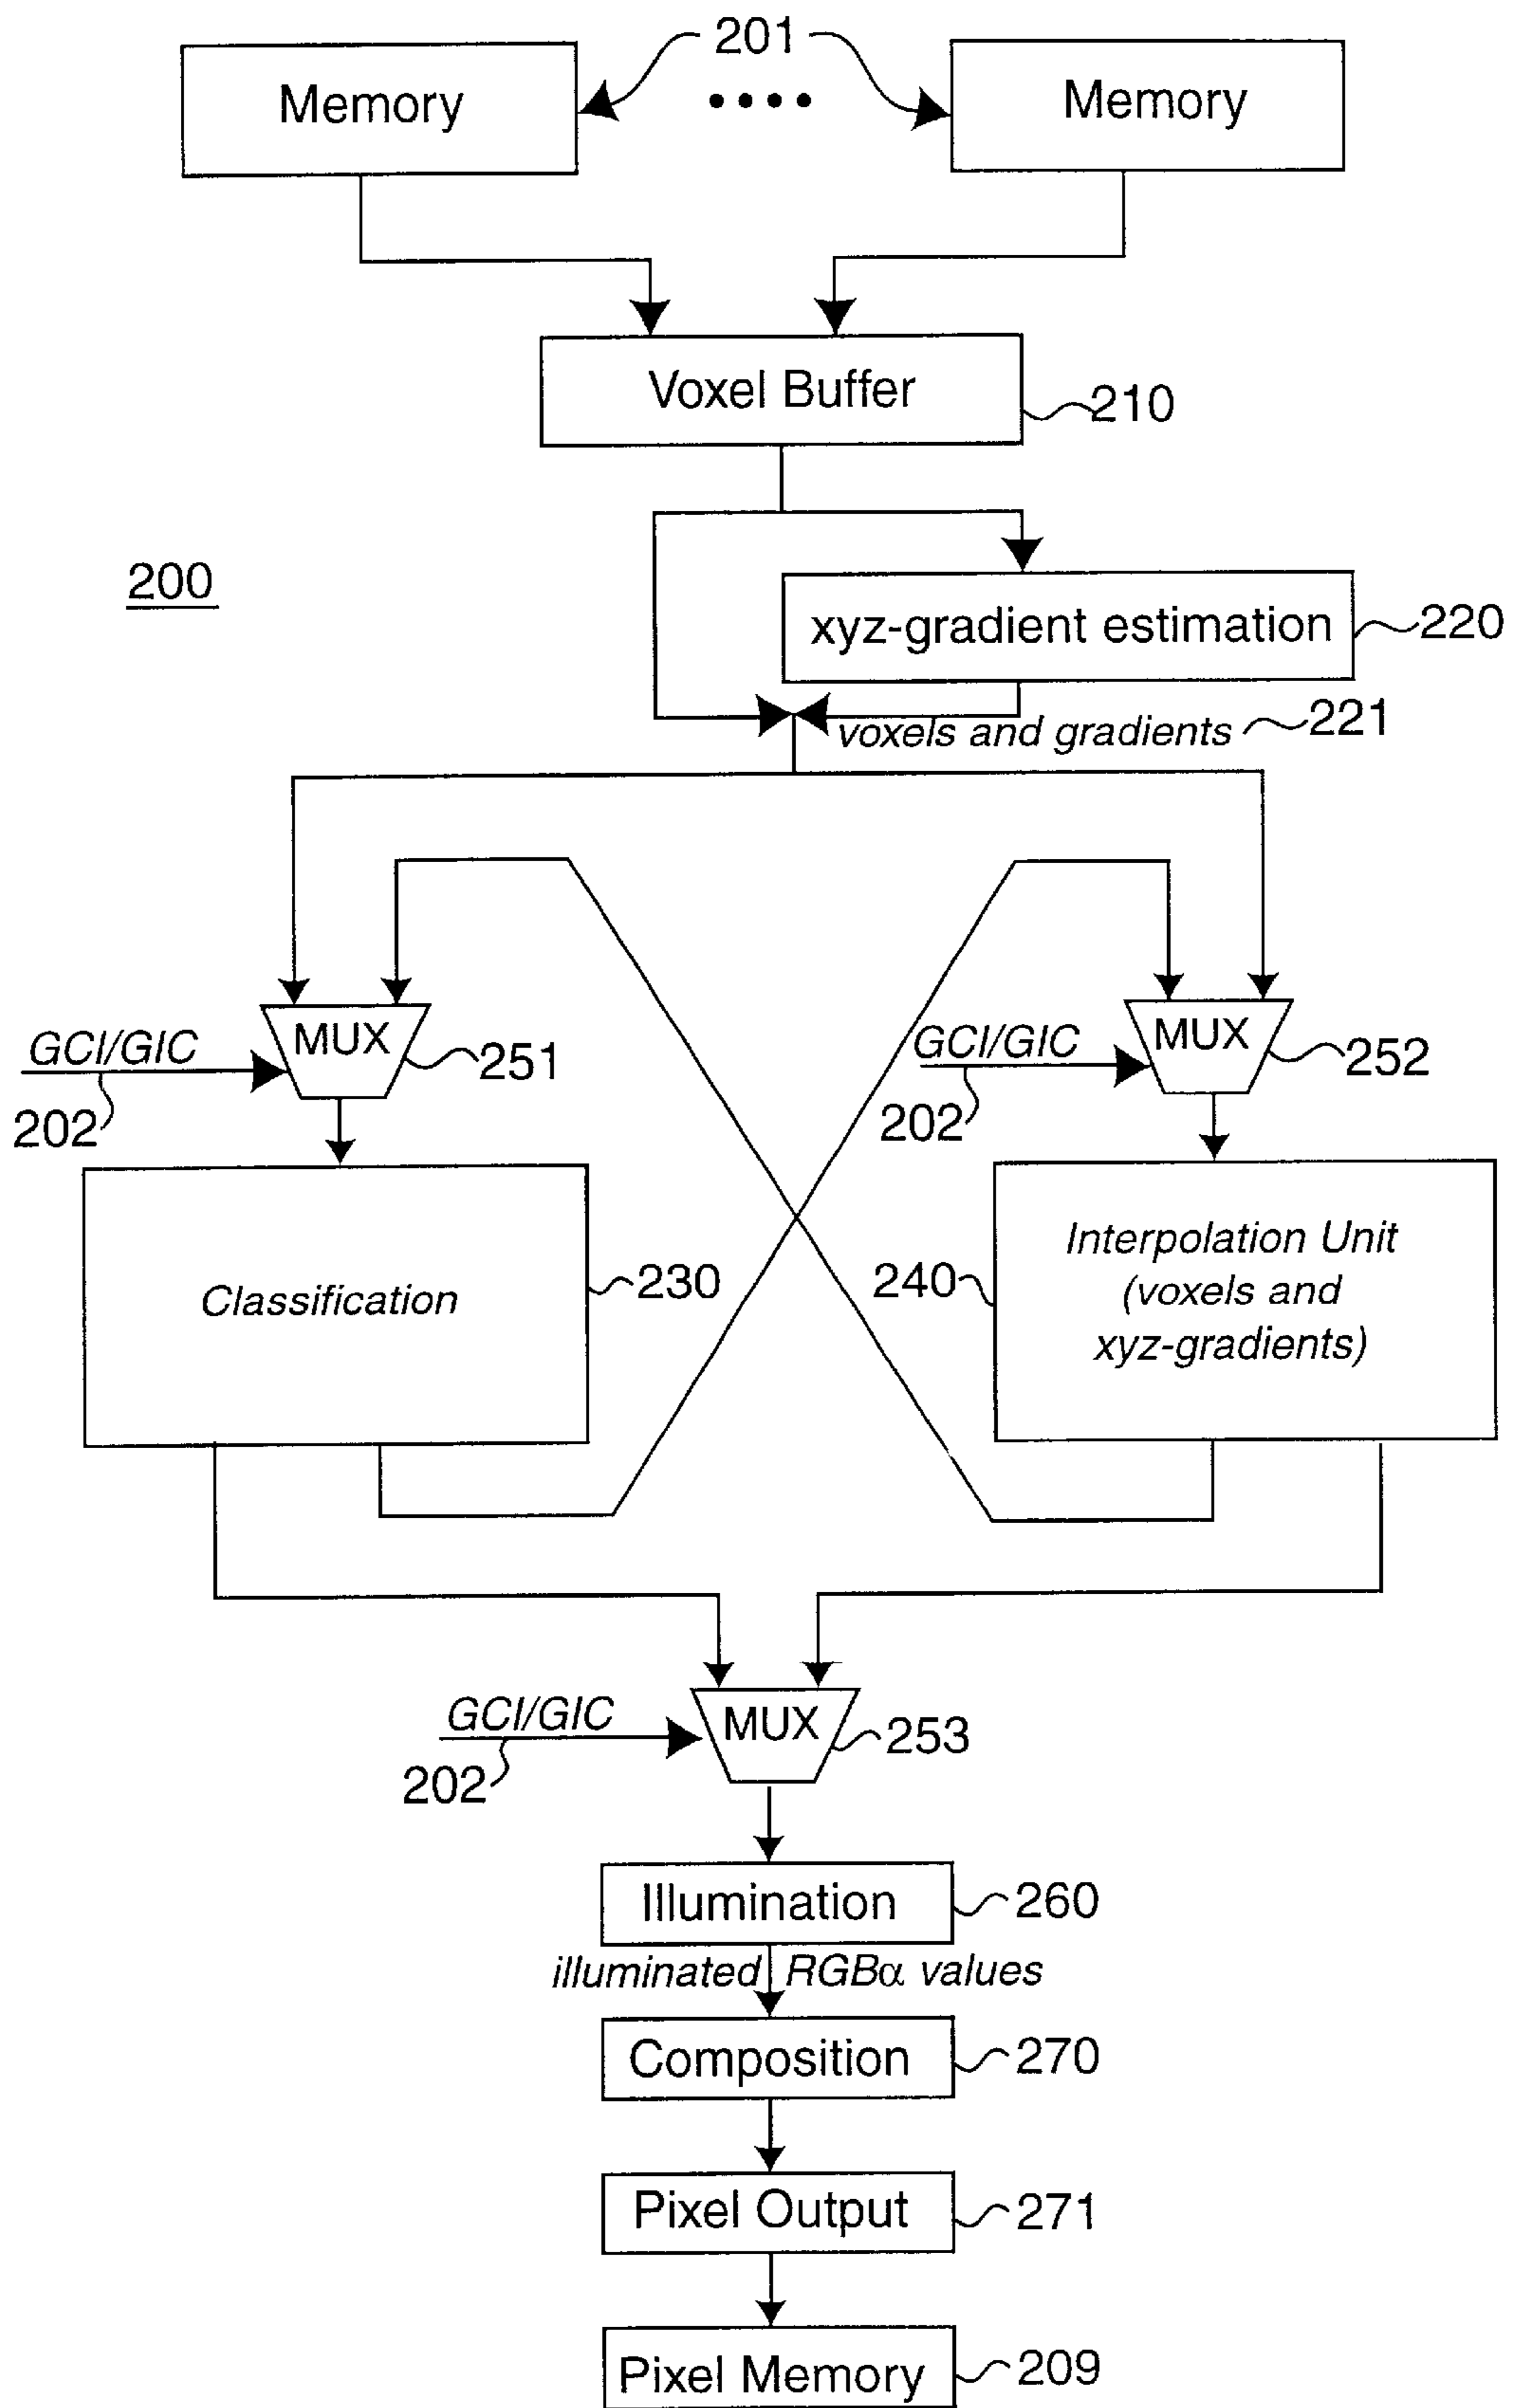 201
Memory
Memory
Voxel Buffer
210
200
xyz-gradient estimation
220
voxels and gradients
221
MUX
GCI/GIC
251
202
MUX
GCI/GIC
252
202
Classification
230
240
Interpolation Unit
(voxels and
xyz-gradients)
GCI/GIC
MUX
253
202
Illumination
260
illuminated RGBα values
Composition
270
Pixel Output
271
Pixel Memory
209